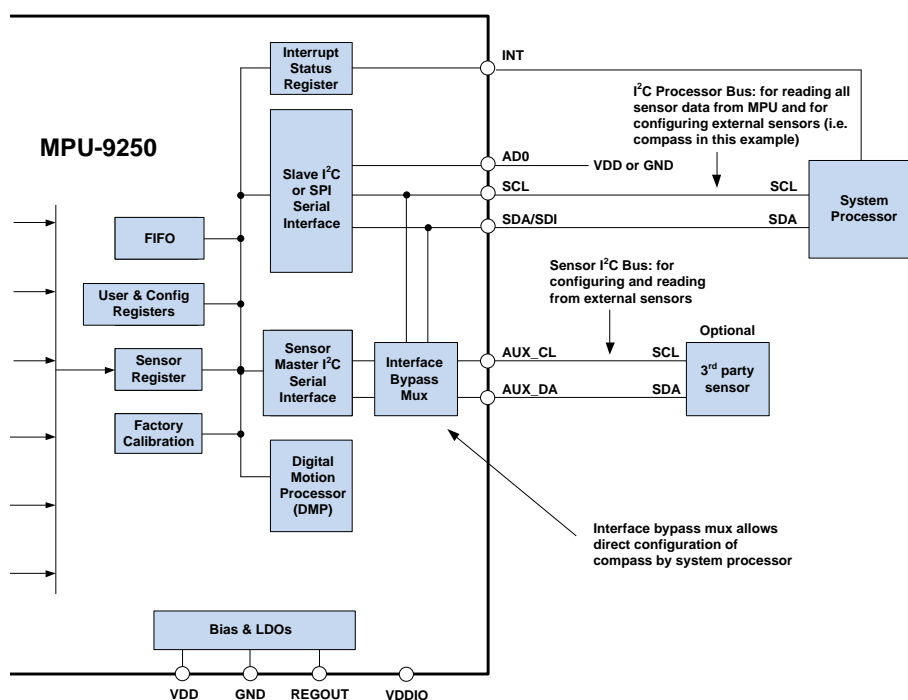 MPU-9250
Interrupt
Status
Register
INT
I²C Processor Bus: for reading all
sensor data from MPU and for
configuring external sensors (i.e.
compass in this example)
Slave I²C
or SPI
Serial
Interface
AD0
VDD or GND
SCL
SCL
SDA/SDI
SDA
System
Processor
FIFO
User & Config
Registers
Sensor
Register
Factory
Calibration
Sensor
Master I²C
Serial
Interface
Interface
Bypass
Mux
Sensor I²C Bus: for
configuring and reading
from external sensors
AUX_CL
SCL
AUX_DA
SDA
Optional
3rd party
sensor
Digital
Motion
Processor
(DMP)
Interface bypass mux allows
direct configuration of
compass by system processor
Bias & LDOs
VDD
GND
REGOUT
VDDIO